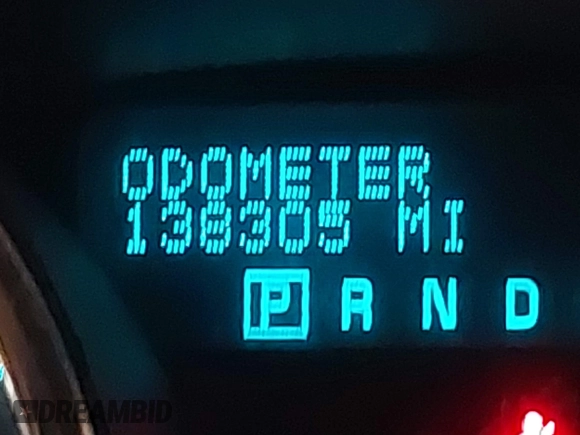 ODOMETER
138305 MI
P R N D
DREAMBID